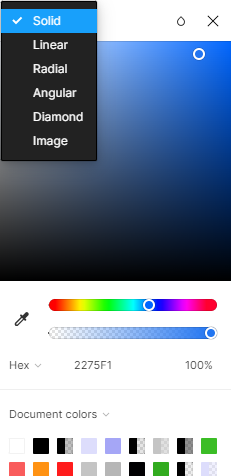 Solid
Linear
Radial
Angular
Diamond
Image
Hex 2275F1 100%
Document colors